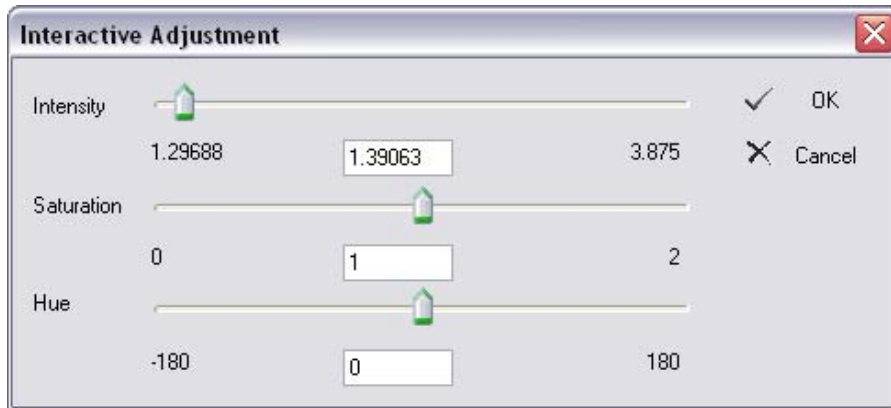 Interactive Adjustment
Intensity
OK
1.29688 1.39063 3.875
Cancel
Saturation
0 1 2
Hue
-180 0 180